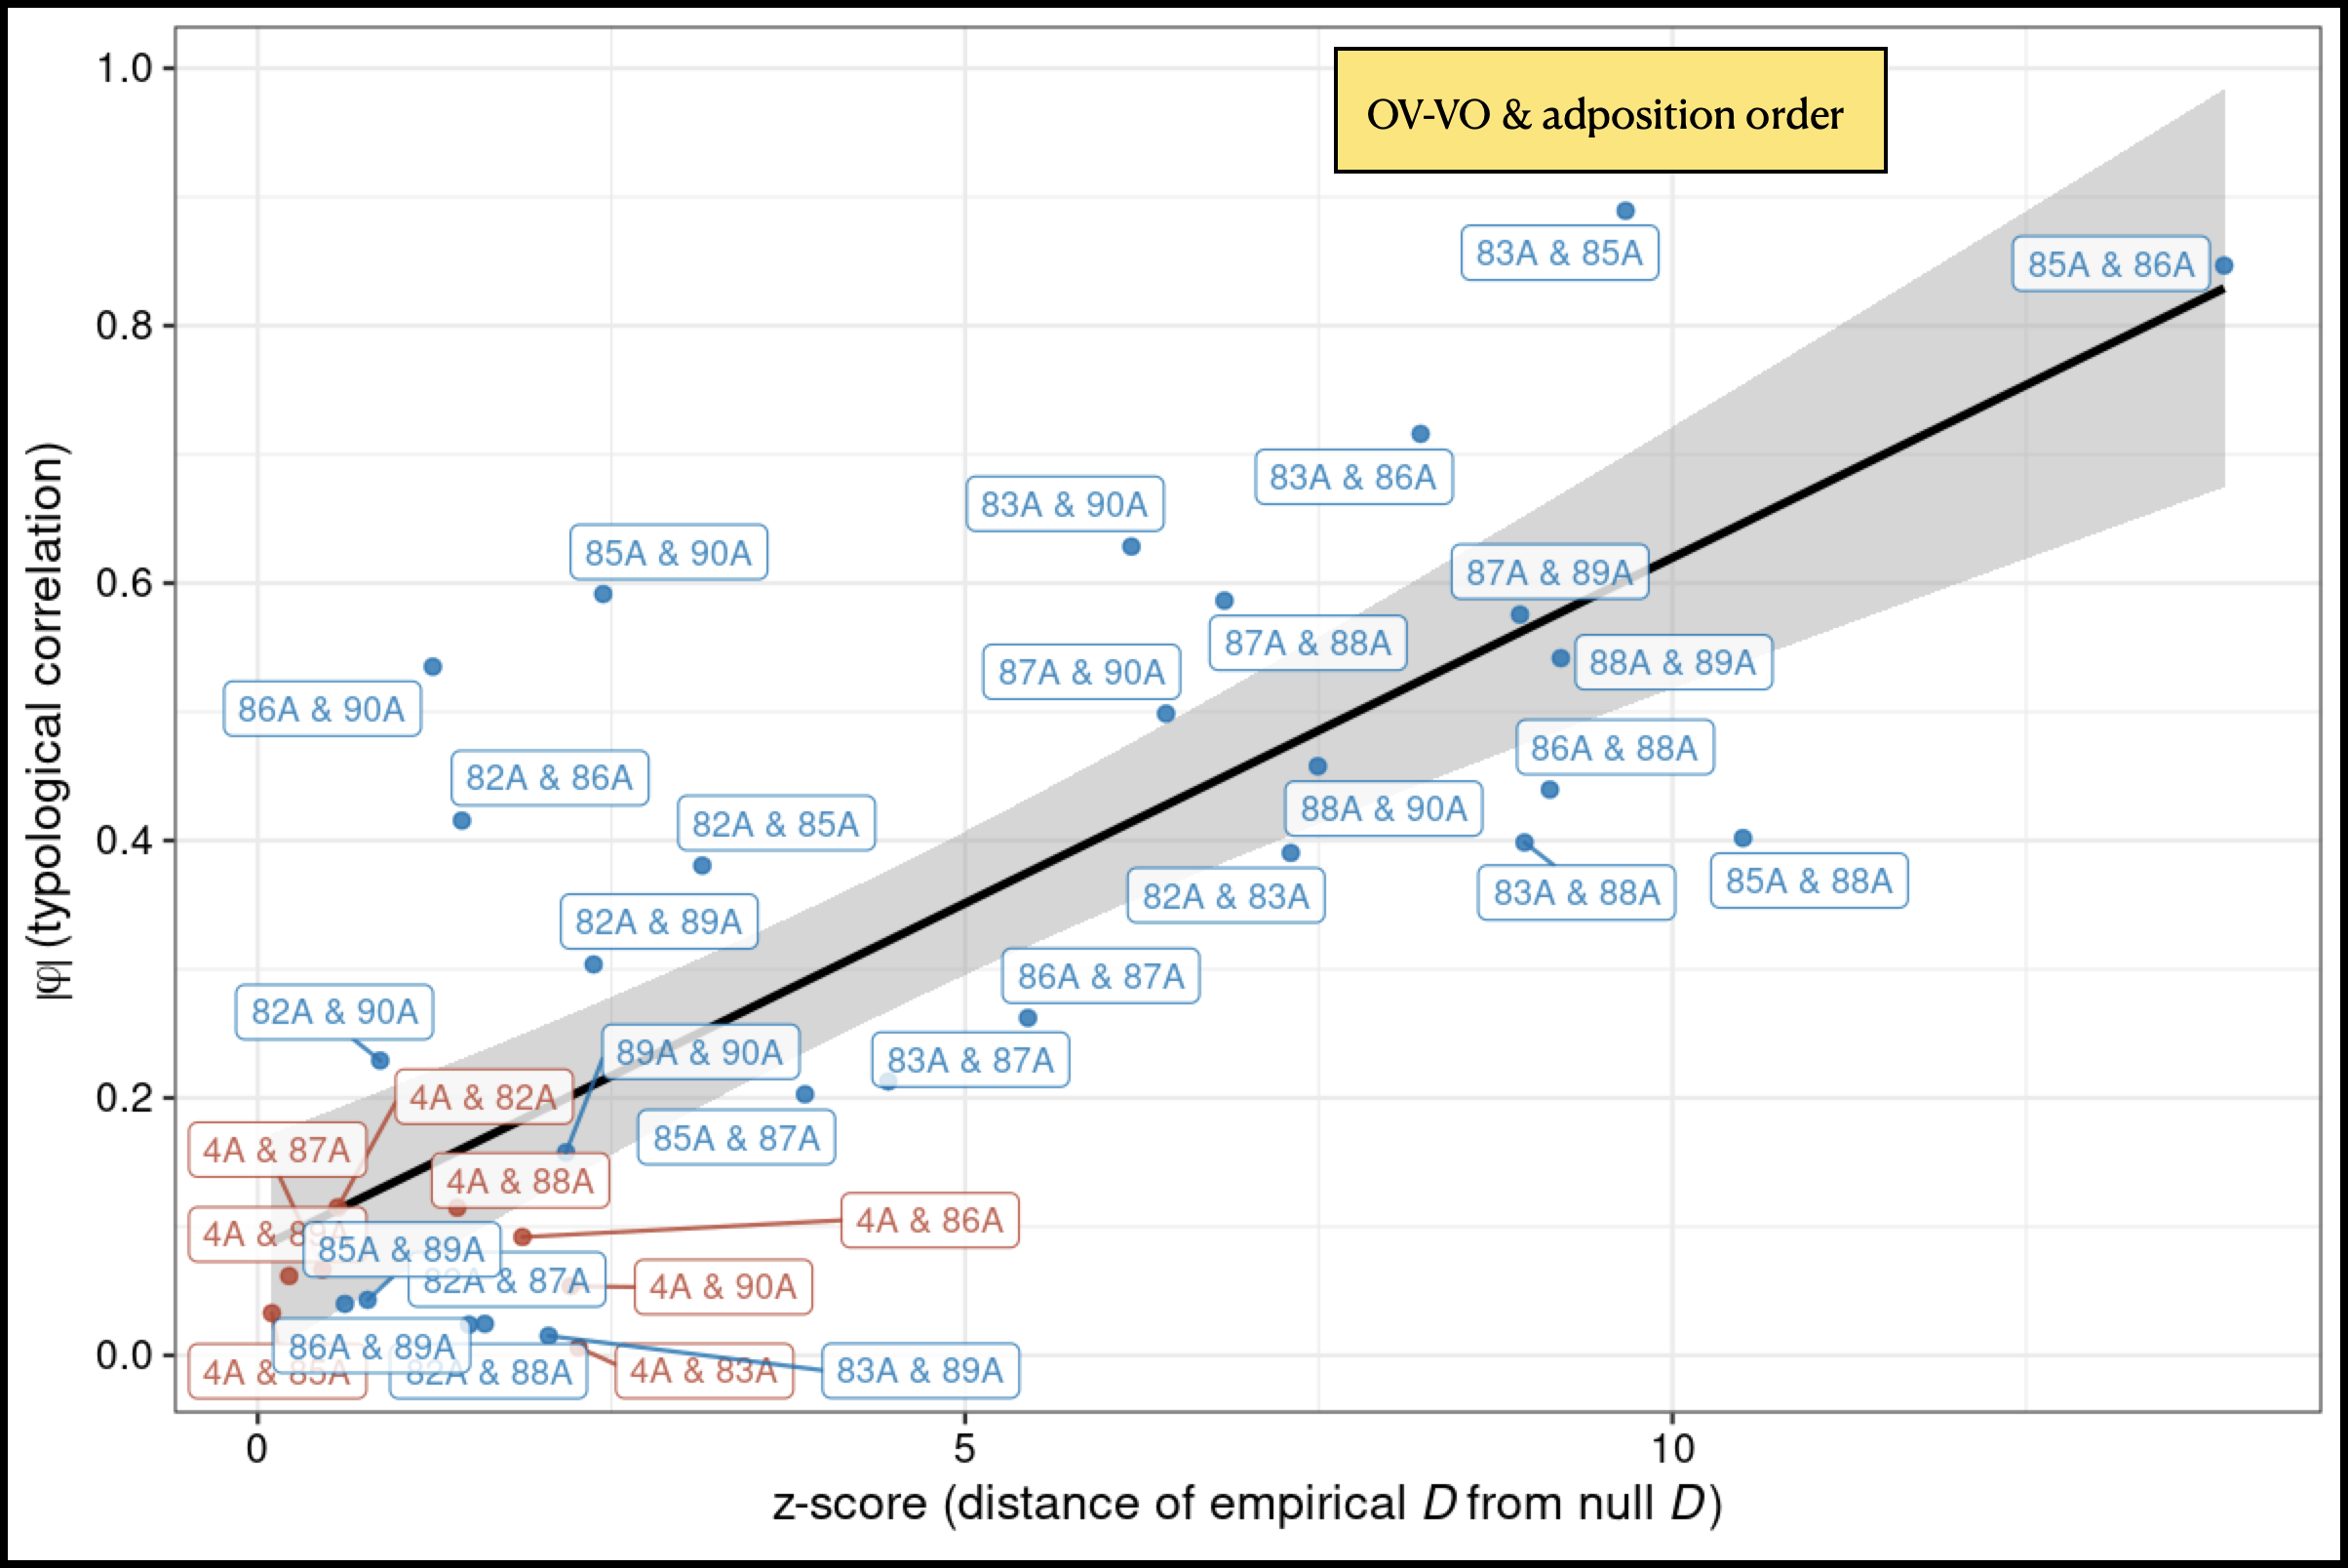 1.0
OV-VO & adposition order
83A & 85A
85A & 86A
0.8
83A & 86A
83A & 90A
85A & 90A
0.6
87A & 89A
87A & 88A
88A & 89A
87A & 90A
86A & 90A
86A & 88A
82A & 86A
88A & 90A
82A & 85A
0.4
85A & 88A
83A & 88A
82A & 83A
82A & 89A
86A & 87A
82A & 90A
89A & 90A
83A & 87A
0.2
4A & 82A
85A & 87A
4A & 87A
4A & 88A
4A & 86A
4A & 89A
85A & 89A
82A & 87A
4A & 90A
0.0
86A & 89A
4A & 85A
82A & 88A
4A & 83A
83A & 89A
0
5
10
z-score (distance of empirical D from null D)
|φ| (typological correlation)